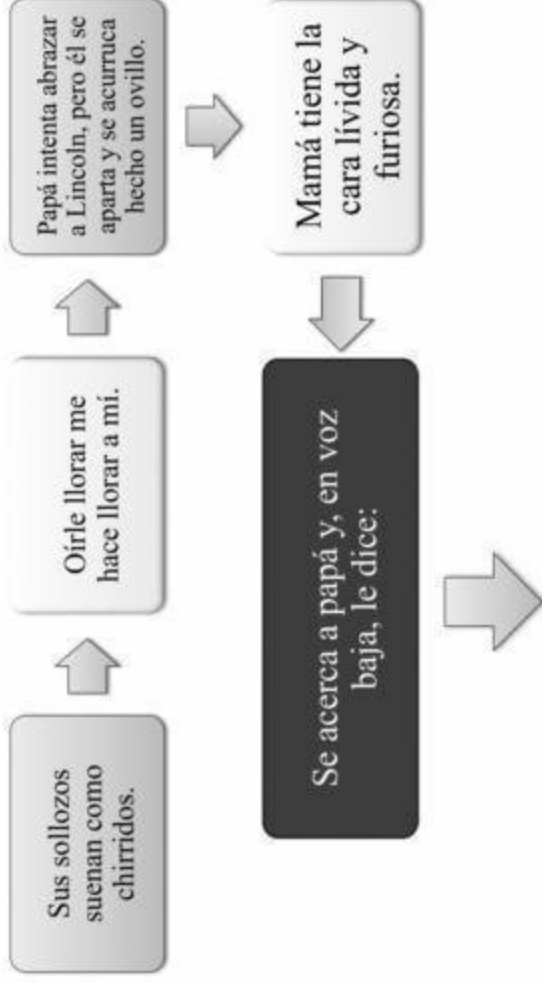 Sus sollozos
suenan como
chirridos.
Oírle llorar me
hace llorar a mí.
Papá intenta abrazar
a Lincoln, pero él se
aparta y se acurruca
hecho un ovillo.
Mamá tiene la
cara lívida y
furiosa.
Se acerca a papá y, en voz
baja, le dice: